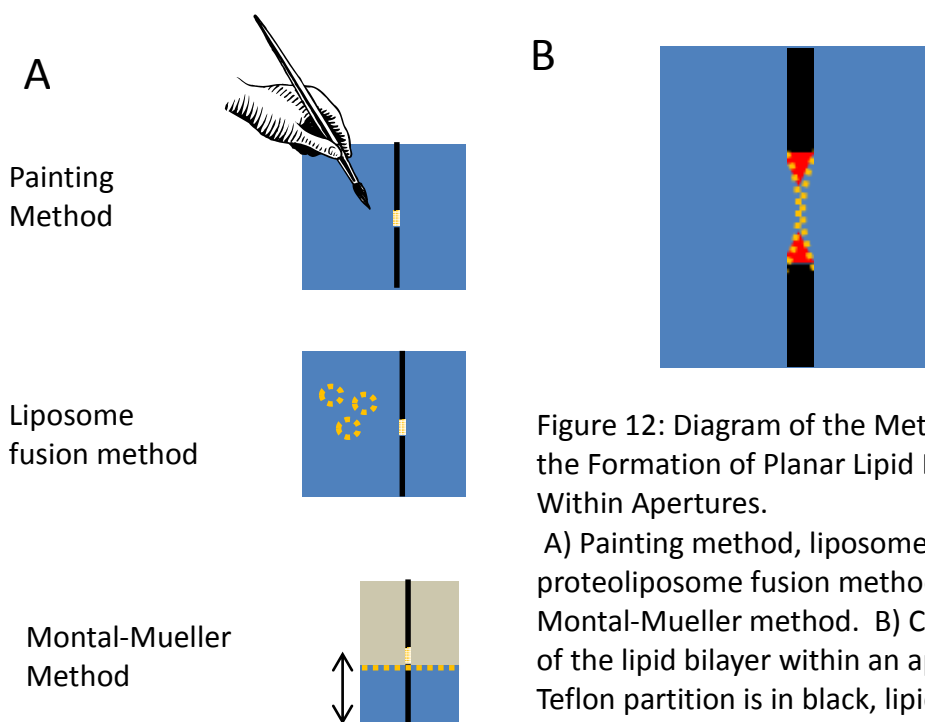 A
Painting
Method
Liposome
fusion method
Montal-Mueller
Method
B
Figure 12: Diagram of the Met
the Formation of Planar Lipid
Within Apertures.
A) Painting method, liposome
proteoliposome fusion metho
Montal-Mueller method. B) C
of the lipid bilayer within an a
Teflon partition is in black, lipi